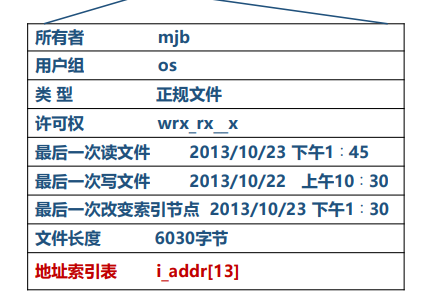 所有者 mjb
用户组 os
类 型 正规文件
许可权 wrx_rx__x
最后一次读文件 2013/10/23 下午1：45
最后一次写文件 2013/10/22 上午10：30
最后一次改变索引节点 2013/10/23 下午1：30
文件长度 6030字节
地址索引表 i_addr[13]